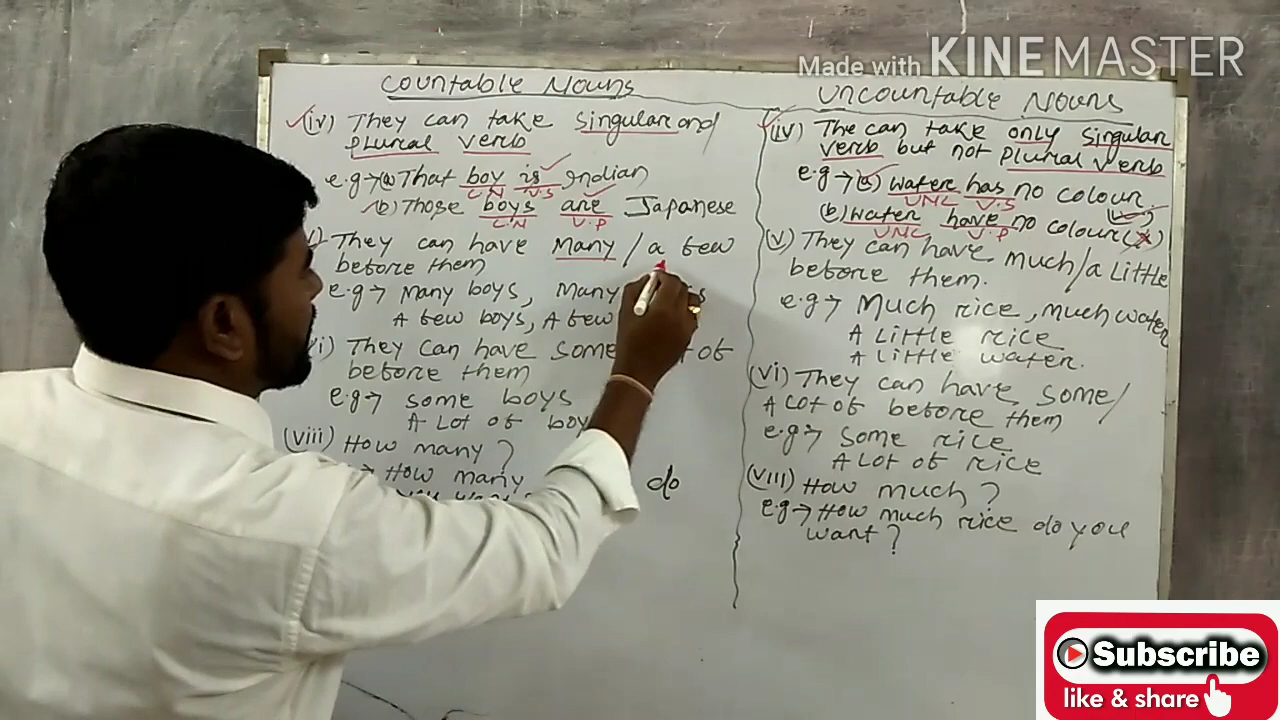 Made with KINEMASTER
Countable Nouns
(iv) They can take singular and
plural verb
e.g → (a) That boy is Indian
C.N V.S
(b) Those boys are Japanese
C.N V.P
They can have many / a few
before them
e.g → Many boys, many
A few boys, A few
They can have some of
before them
e.g → some boys
A Lot of boy
(viii) How many?
How many do
Uncountable Nouns
(iv) The can take only singular
verb but not plural verb
e.g → (a) water has no colour
UNC V.S
(b) water have no colour (x)
UNC V.P
(v) They can have much/a Little
before them.
e.g → Much rice, much water
A Little rice
A Little water.
(vi) They can have some/
A Lot of before them
e.g → some rice
A Lot of rice
(viii) How much?
e.g → How much rice do you
want?
Subscribe
like & share